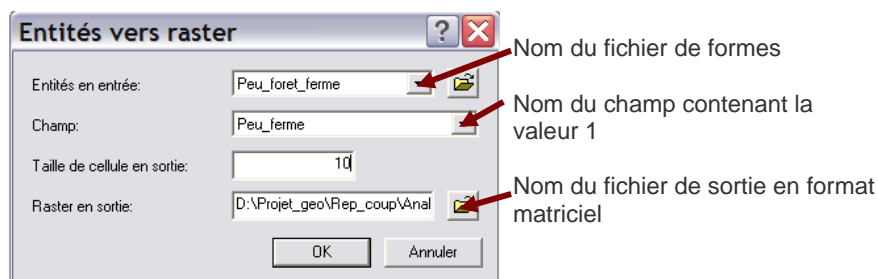 Entités vers raster
Entités en entrée:
Peu_foret_ferme
Champ:
Peu_ferme
Taille de cellule en sortie:
10
Raster en sortie:
D:\Projet_geo\Rep_coup\Anal
OK
Annuler
Nom du fichier de formes
Nom du champ contenant la
valeur 1
Nom du fichier de sortie en format
matriciel